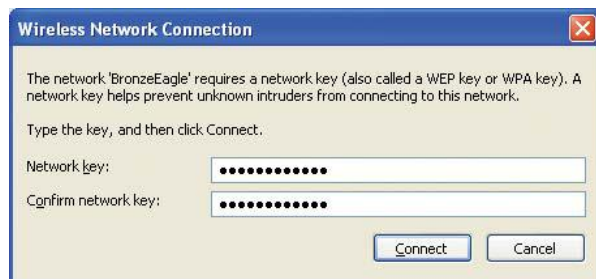 Wireless Network Connection
The network 'BronzeEagle' requires a network key (also called a WEP key or WPA key). A
network key helps prevent unknown intruders from connecting to this network.
Type the key, and then click Connect.
Network key: ●●●●●●●●●●●●
Confirm network key: ●●●●●●●●●●●●
Connect Cancel